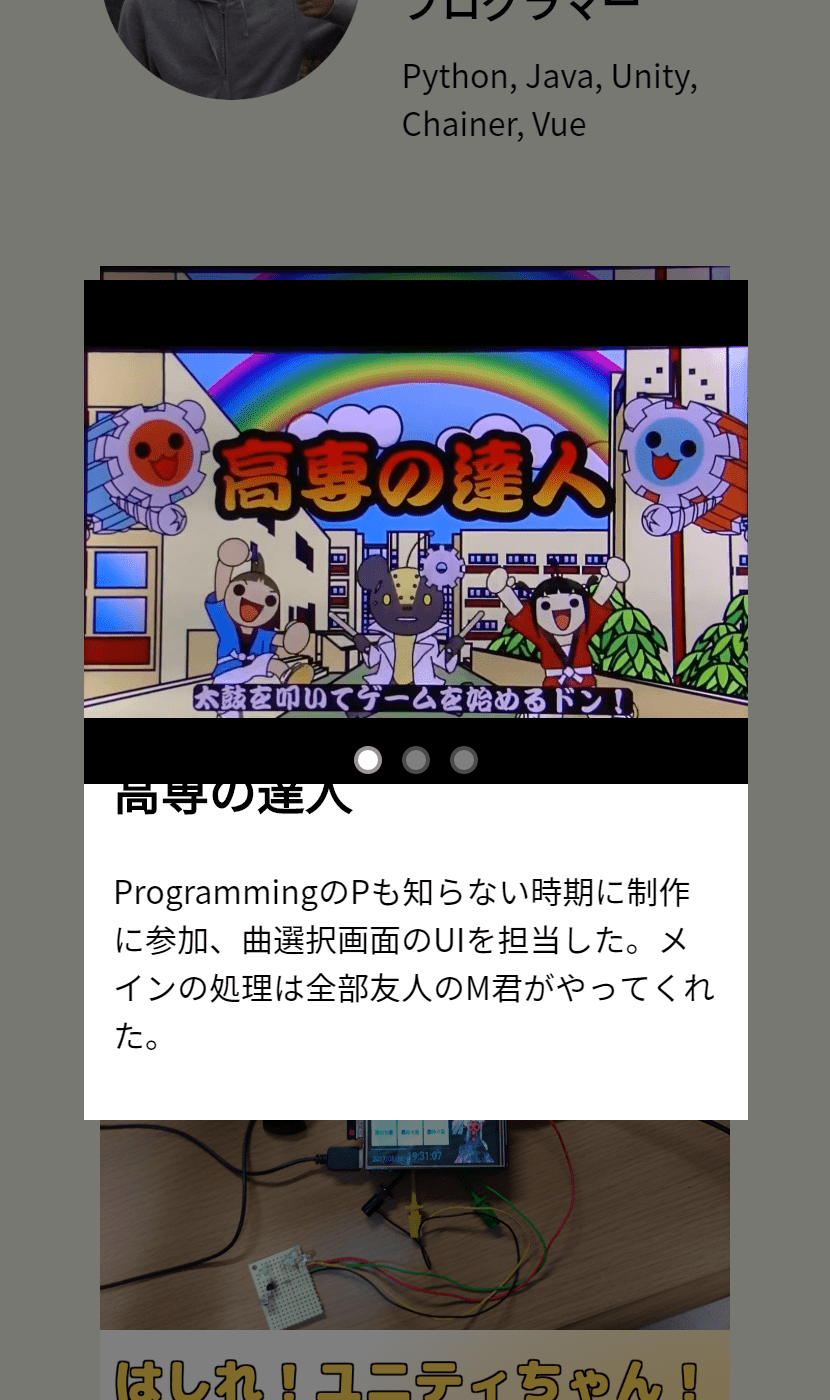 プログラマー
Python, Java, Unity,
Chainer, Vue
高専の達人
太鼓を叩いてゲームを始めるドン！
高専の達人
ProgrammingのPも知らない時期に制作
に参加、曲選択画面のUIを担当した。メ
インの処理は全部友人のM君がやってくれ
た。
19:31:07
はしれ！ユニティちゃん！